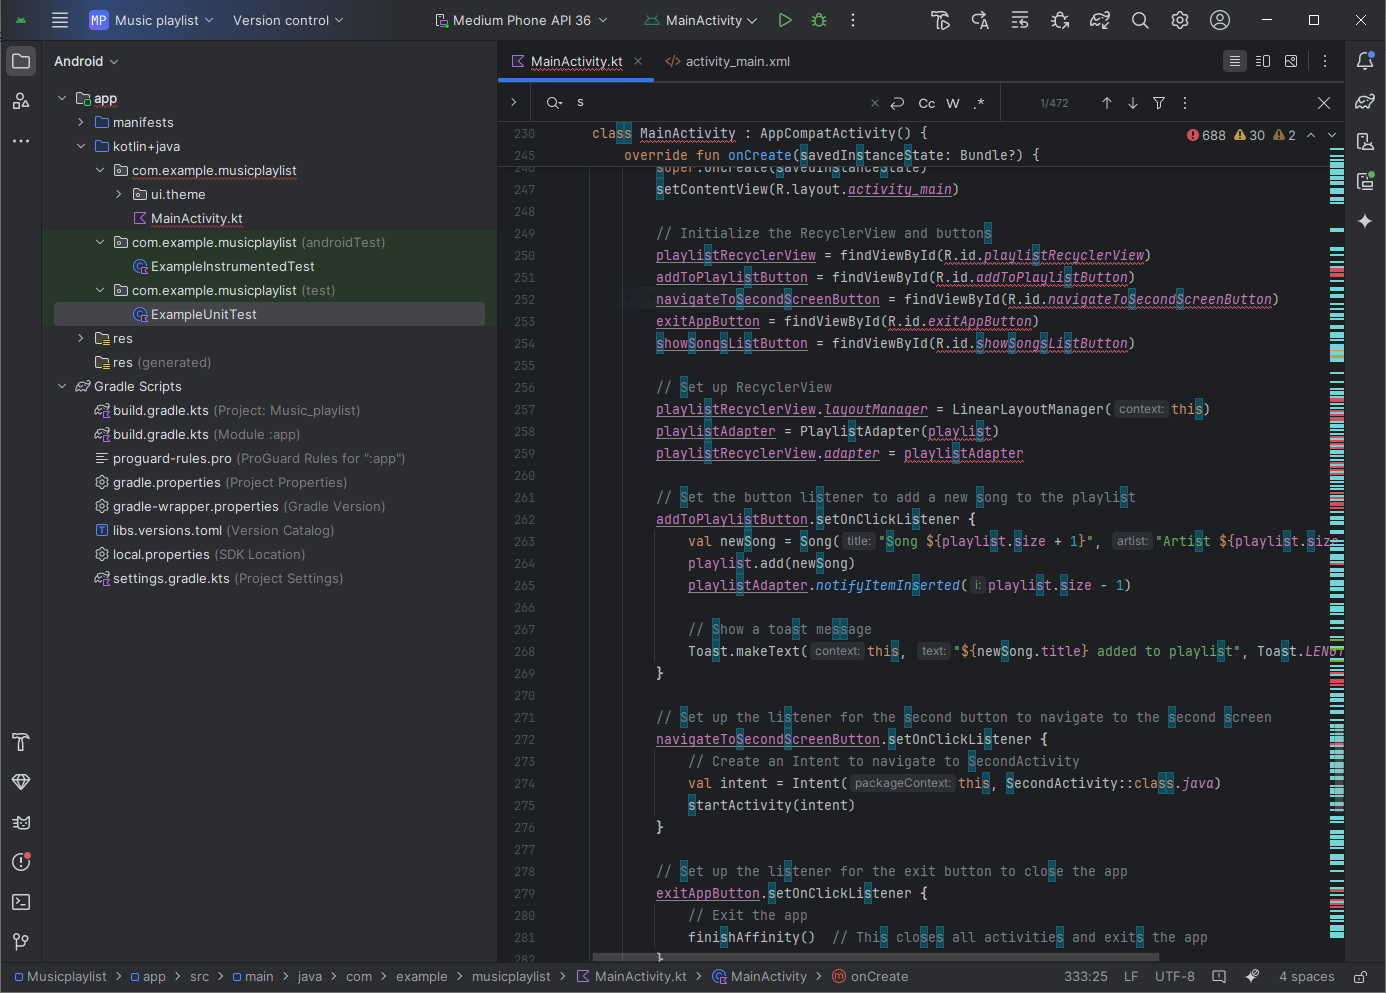 MP Music playlist Version control Medium Phone API 36 MainActivity
Android
app
manifests
kotlin+java
com.example.musicplaylist
ui.theme
MainActivity.kt
com.example.musicplaylist (androidTest)
ExampleInstrumentedTest
com.example.musicplaylist (test)
ExampleUnitTest
res
res (generated)
Gradle Scripts
build.gradle.kts (Project: Music_playlist)
build.gradle.kts (Module :app)
proguard-rules.pro (ProGuard Rules for ":app")
gradle.properties (Project Properties)
gradle-wrapper.properties (Gradle Version)
libs.versions.toml (Version Catalog)
local.properties (SDK Location)
settings.gradle.kts (Project Settings)
MainActivity.kt activity_main.xml
s Cc W .* 1/472
230 class MainActivity : AppCompatActivity() { 688 30 2
245 override fun onCreate(savedInstanceState: Bundle?) {
246 super.onCreate(savedInstanceState)
247 setContentView(R.layout.activity_main)
248
249 // Initialize the RecyclerView and buttons
250 playlistRecyclerView = findViewById(R.id.playlistRecyclerView)
251 addToPlaylistButton = findViewById(R.id.addToPlaylistButton)
252 navigateToSecondScreenButton = findViewById(R.id.navigateToSecondScreenButton)
253 exitAppButton = findViewById(R.id.exitAppButton)
254 showSongsListButton = findViewById(R.id.showSongsListButton)
255
256 // Set up RecyclerView
257 playlistRecyclerView.layoutManager = LinearLayoutManager( context: this)
258 playlistAdapter = PlaylistAdapter(playlist)
259 playlistRecyclerView.adapter = playlistAdapter
260
261 // Set the button listener to add a new song to the playlist
262 addToPlaylistButton.setOnClickListener {
263 val newSong = Song( title: "Song ${playlist.size + 1}", artist: "Artist ${playlist.size
264 playlist.add(newSong)
265 playlistAdapter.notifyItemInserted( i: playlist.size - 1)
266
267 // Show a toast message
268 Toast.makeText( context: this, text: "${newSong.title} added to playlist", Toast.LENGT
269 }
270
271 // Set up the listener for the second button to navigate to the second screen
272 navigateToSecondScreenButton.setOnClickListener {
273 // Create an Intent to navigate to SecondActivity
274 val intent = Intent( packageContext: this, SecondActivity::class.java)
275 startActivity(intent)
276 }
277
278 // Set up the listener for the exit button to close the app
279 exitAppButton.setOnClickListener {
280 // Exit the app
281 finishAffinity() // This closes all activities and exits the app
282 }
Musicplaylist > app > src > main > java > com > example > musicplaylist > MainActivity.kt > MainActivity > onCreate 333:25 LF UTF-8 4 spaces